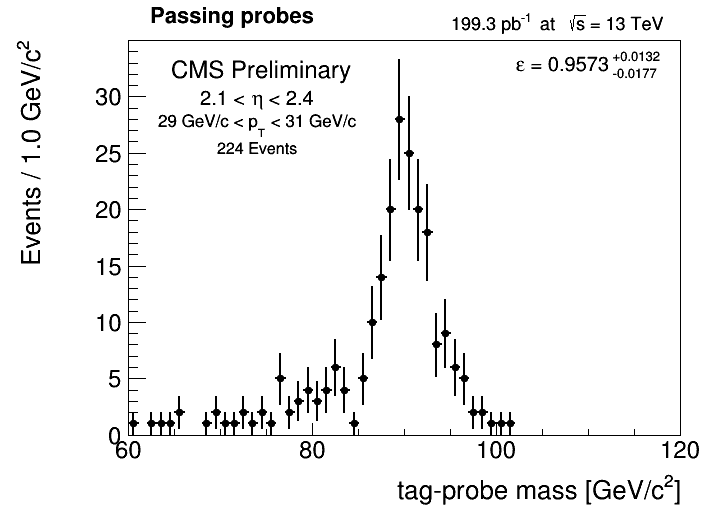 Passing probes
199.3 pb⁻¹ at √s = 13 TeV
CMS Preliminary
ε = 0.9573 +0.0132 -0.0177
2.1 < η < 2.4
29 GeV/c < p_T < 31 GeV/c
224 Events
Events / 1.0 GeV/c²
30
25
20
15
10
5
0
60 80 100 120
tag-probe mass [GeV/c²]